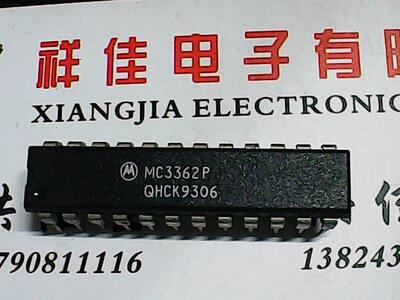 祥佳电子有限
XIANGJIA ELECTRONIC
MC3362P
QHCK9306
790811116
138243